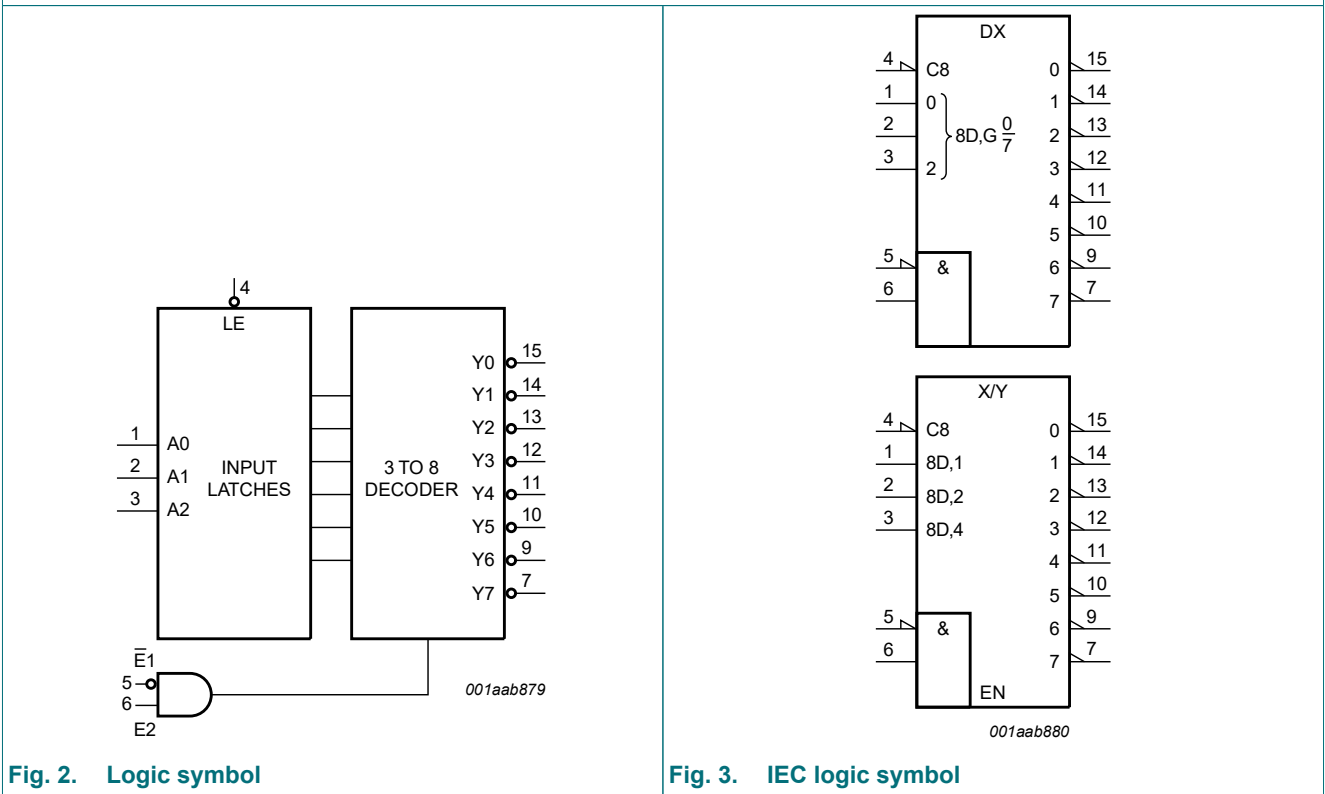 4
LE
1 A0
2 A1
3 A2
INPUT
LATCHES
3 TO 8
DECODER
Y0 15
Y1 14
Y2 13
Y3 12
Y4 11
Y5 10
Y6 9
Y7 7
E̅1
5
6
E2
001aab879
Fig. 2. Logic symbol
DX
4 C8
1 0
2
3 2
8D,G 0/7
5 &
6
0 15
1 14
2 13
3 12
4 11
5 10
6 9
7 7
X/Y
4 C8
1 8D,1
2 8D,2
3 8D,4
5 &
6
EN
0 15
1 14
2 13
3 12
4 11
5 10
6 9
7 7
001aab880
Fig. 3. IEC logic symbol